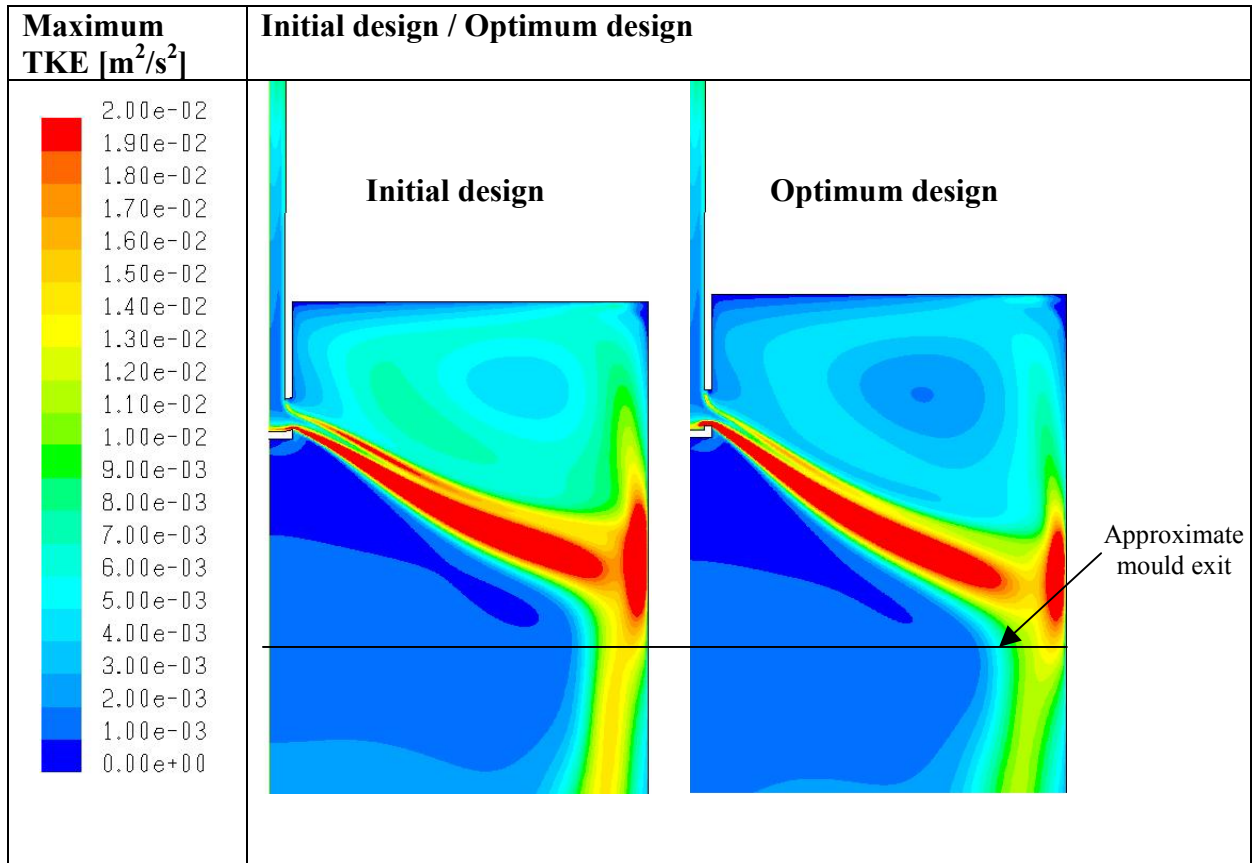 Maximum
TKE [m²/s²]
Initial design / Optimum design
2.00e-02
1.90e-02
1.80e-02
1.70e-02
1.60e-02
1.50e-02
1.40e-02
1.30e-02
1.20e-02
1.10e-02
1.00e-02
9.00e-03
8.00e-03
7.00e-03
6.00e-03
5.00e-03
4.00e-03
3.00e-03
2.00e-03
1.00e-03
0.00e+00
Initial design
Optimum design
Approximate
mould exit